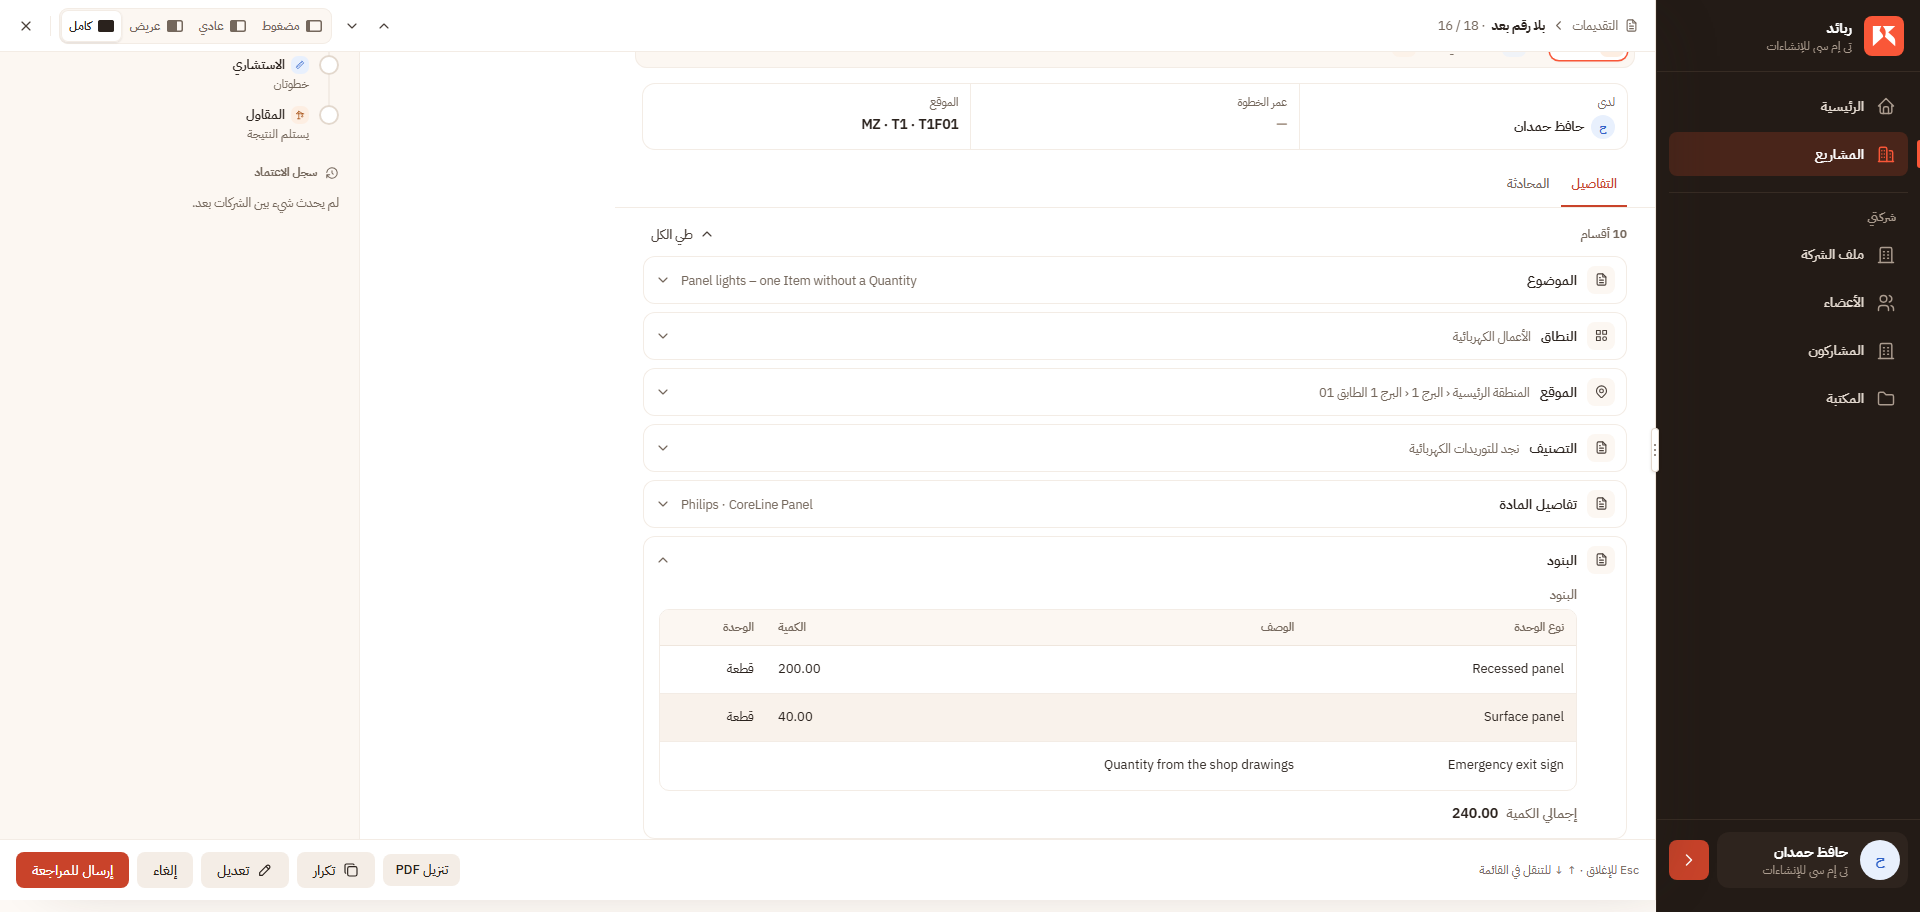 ربائد
تي إم سي للإنشاءات
الرئيسية
المشاريع
شركتي
ملف الشركة
الأعضاء
المشاركون
المكتبة
حافظ حمدان
تي إم سي للإنشاءات
ح
التقديمات
بلا رقم بعد · 18 / 16
مضغوط
عادي
عريض
كامل
لدى
ح حافظ حمدان
عمر الخطوة
—
الموقع
MZ · T1 · T1F01
التفاصيل
المحادثة
10 أقسام
طي الكل
الموضوع
Panel lights – one Item without a Quantity
النطاق الأعمال الكهربائية
الموقع المنطقة الرئيسية › البرج 1 › البرج 1 الطابق 01
التصنيف نجد للتوريدات الكهربائية
تفاصيل المادة
Philips · CoreLine Panel
البنود
البنود
نوع الوحدة الوصف الكمية الوحدة
Recessed panel 200.00 قطعة
Surface panel 40.00 قطعة
Emergency exit sign Quantity from the shop drawings
إجمالي الكمية 240.00
الاستشاري
خطوتان
المقاول
يستلم النتيجة
سجل الاعتماد
لم يحدث شيء بين الشركات بعد.
Esc للإغلاق · ↑ ↓ للتنقل في القائمة
تنزيل PDF
تكرار
تعديل
إلغاء
إرسال للمراجعة